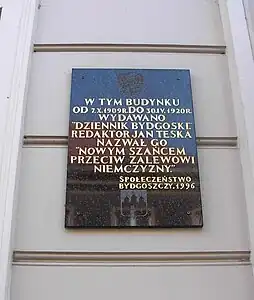 W TYM BUDYNKU
OD 7.X.1909R. DO 30.IV.1920R.
WYDAWANO
"DZIENNIK BYDGOSKI".
REDAKTOR JAN TESKA
NAZWAŁ GO
"NOWYM SZAŃCEM
PRZECIW ZALEWOWI
NIEMCZYZNY."
SPOŁECZEŃSTWO
BYDGOSZCZY. 1996